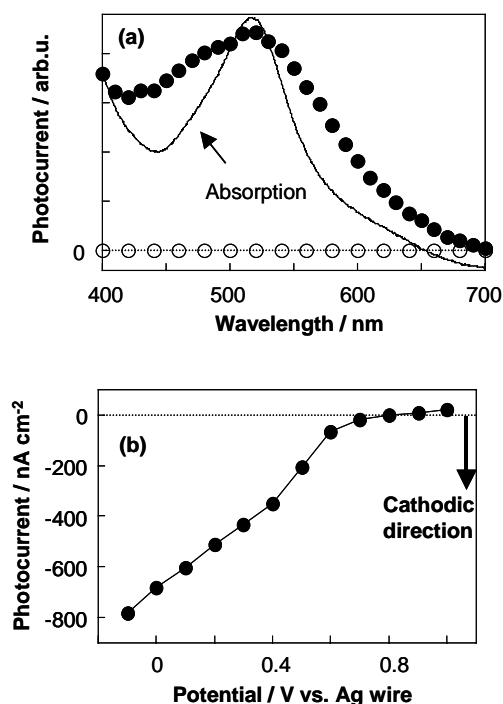 (a)
Photocurrent / arb.u.
Absorption
0
400
500
600
700
Wavelength / nm
(b)
Photocurrent / nA cm⁻²
0
-200
-400
-600
-800
Cathodic
direction
0
0.4
0.8
Potential / V vs. Ag wire